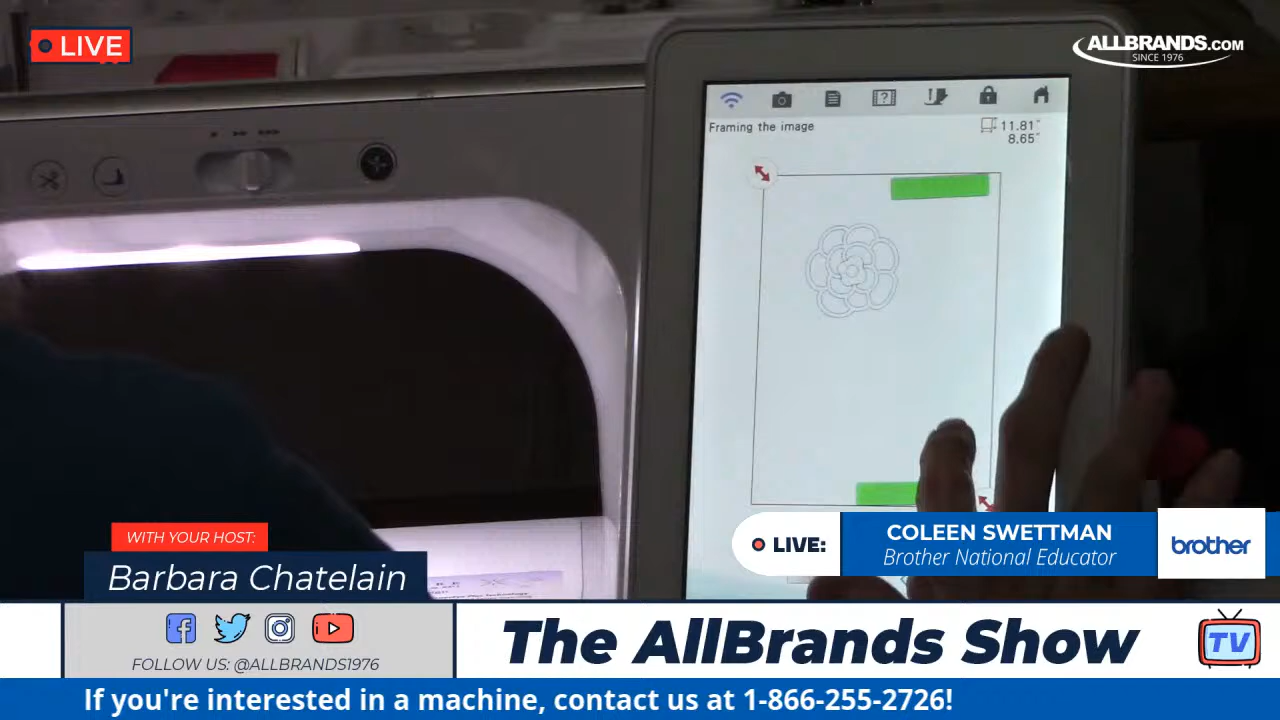 LIVE
ALLBRANDS.COM
SINCE 1976
Framing the image
11.81"
8.65"
WITH YOUR HOST:
Barbara Chatelain
LIVE:
COLEEN SWETTMAN
Brother National Educator
brother
FOLLOW US: @ALLBRANDS1976
The AllBrands Show
TV
If you're interested in a machine, contact us at 1-866-255-2726!